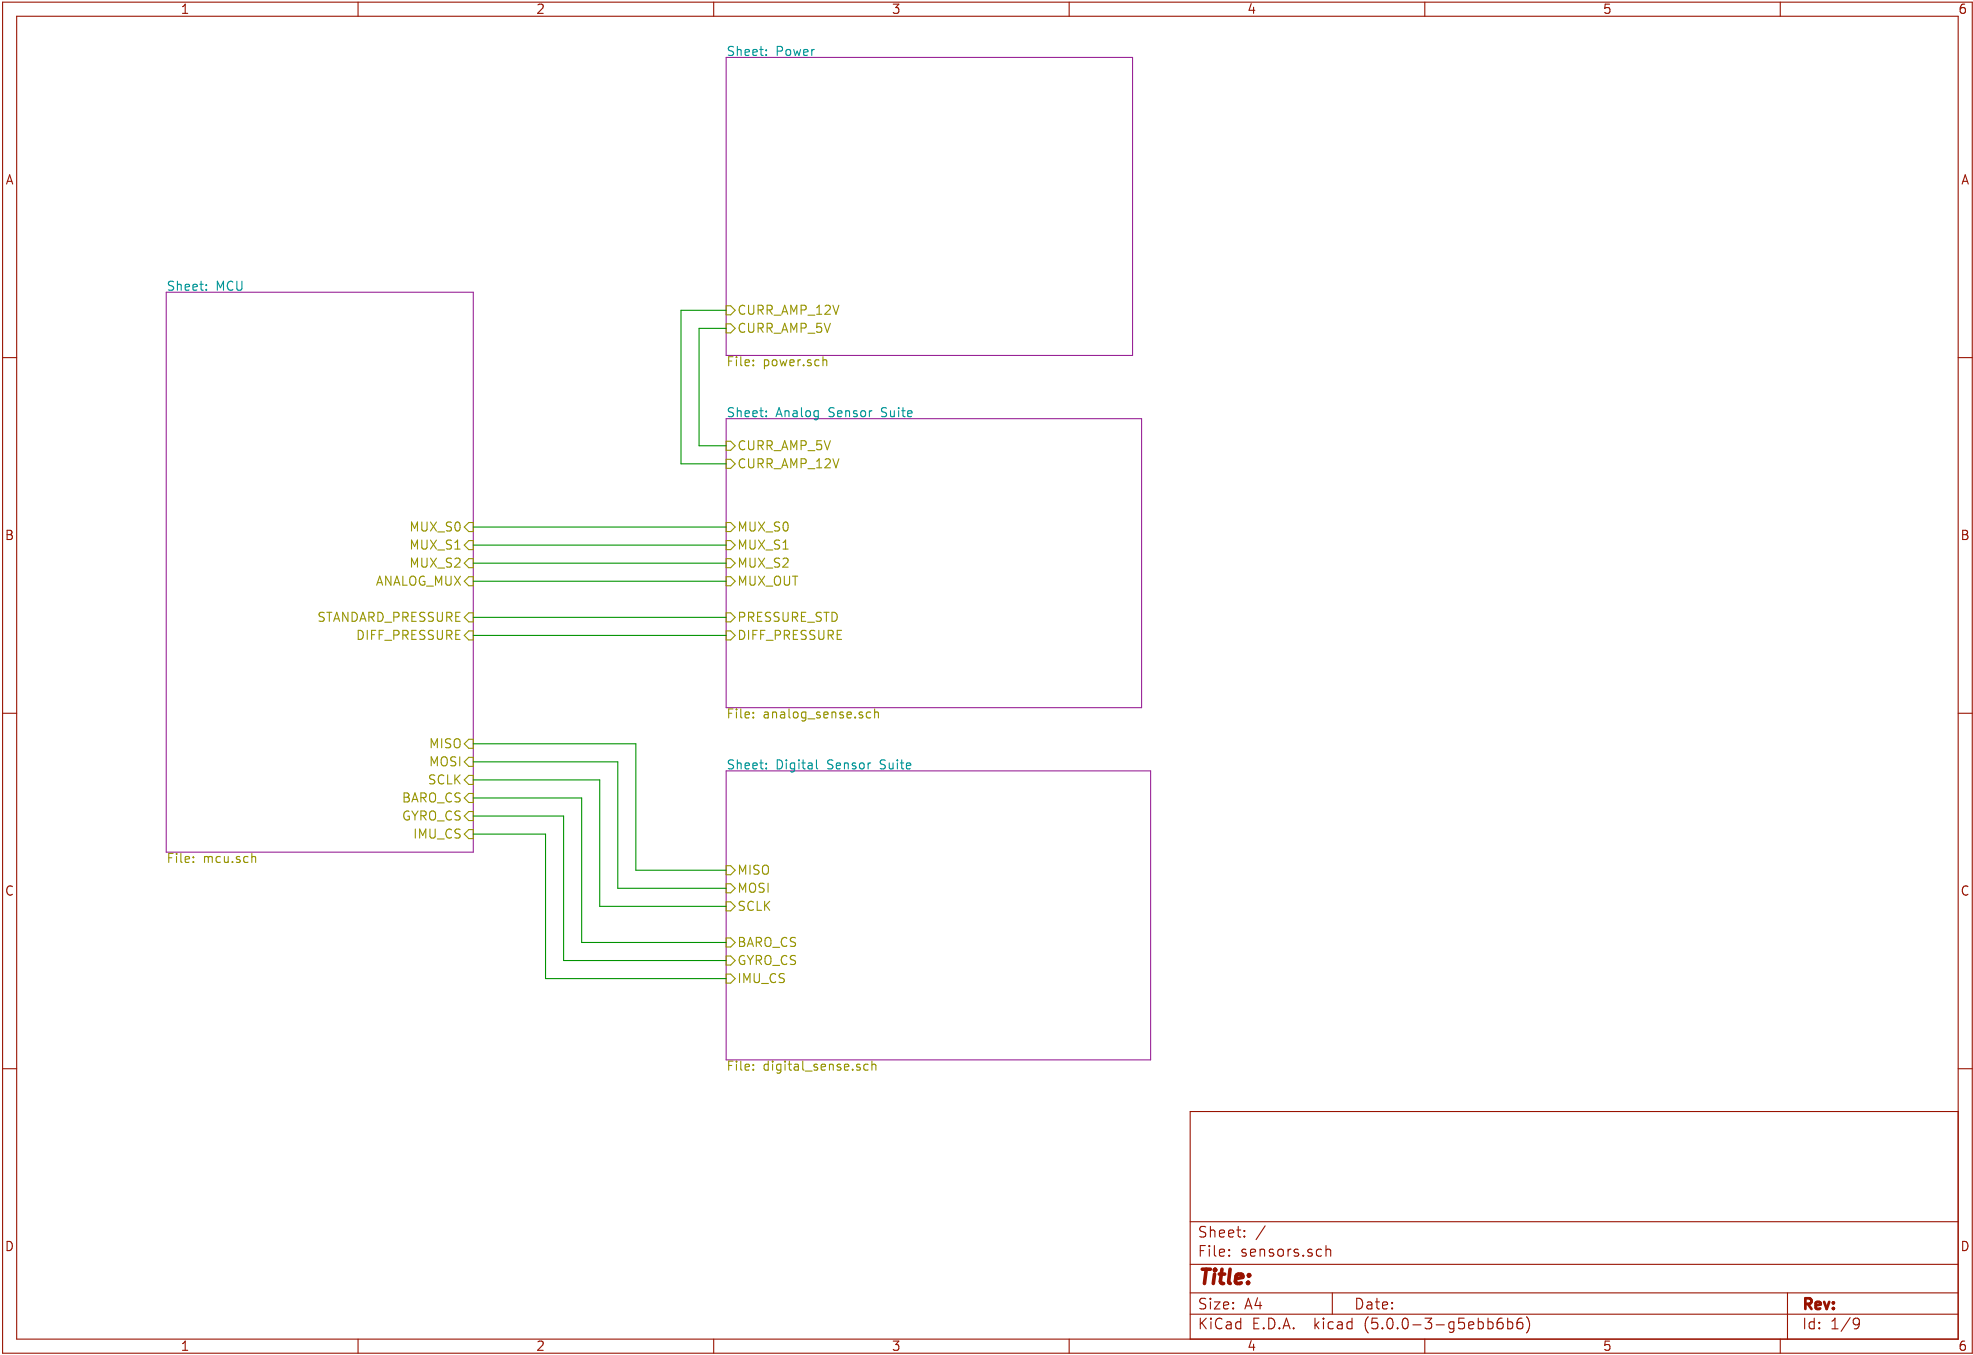 1 2 3 4 5 6
Sheet: Power
A A
Sheet: MCU
CURR_AMP_12V
CURR_AMP_5V
File: power.sch
Sheet: Analog Sensor Suite
CURR_AMP_5V
CURR_AMP_12V
MUX_S0 MUX_S0
B B
MUX_S1 MUX_S1
MUX_S2 MUX_S2
ANALOG_MUX MUX_OUT
STANDARD_PRESSURE PRESSURE_STD
DIFF_PRESSURE DIFF_PRESSURE
File: analog_sense.sch
MISO
MOSI
Sheet: Digital Sensor Suite
SCLK
BARO_CS
GYRO_CS
IMU_CS
File: mcu.sch
MISO
MOSI
C C
SCLK
BARO_CS
GYRO_CS
IMU_CS
File: digital_sense.sch
Sheet: /
D D
File: sensors.sch
Title:
Size: A4 Date: Rev:
KiCad E.D.A. kicad (5.0.0-3-g5ebb6b6) Id: 1/9
1 2 3 4 5 6